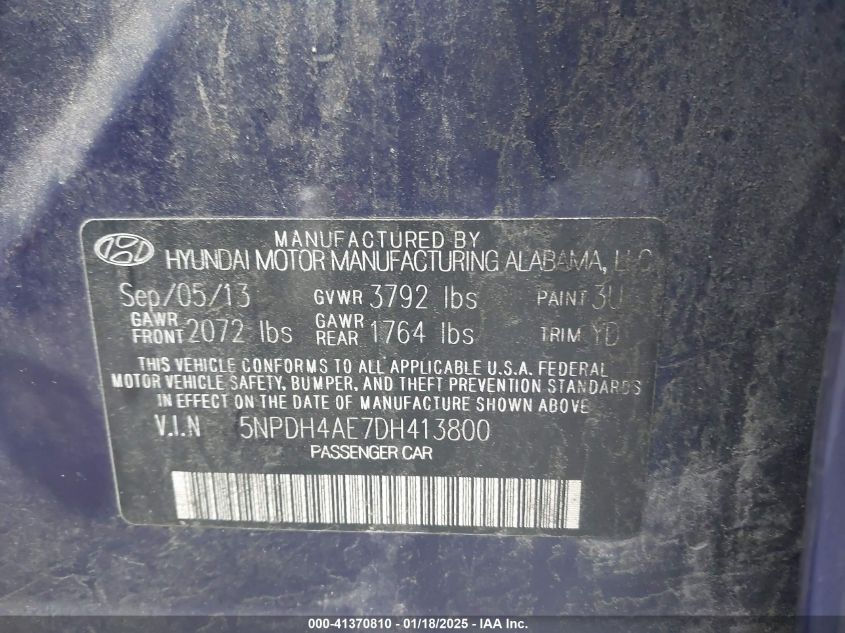 MANUFACTURED BY
HYUNDAI MOTOR MANUFACTURING ALABAMA, LLC
Sep/05/13 GVWR 3792 lbs PAINT 3U
GAWR FRONT 2072 lbs GAWR REAR 1764 lbs TRIM YD
THIS VEHICLE CONFORMS TO ALL APPLICABLE U.S.A. FEDERAL
MOTOR VEHICLE SAFETY, BUMPER, AND THEFT PREVENTION STANDARDS
IN EFFECT ON THE DATE OF MANUFACTURE SHOWN ABOVE
V.I.N 5NPDH4AE7DH413800
PASSENGER CAR
000-41370810 - 01/18/2025 - © IAA Inc.